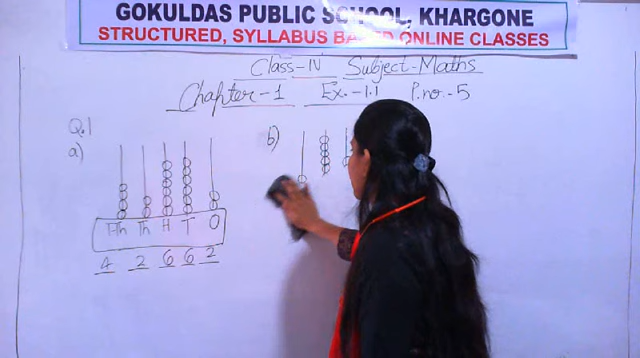 GOKULDAS PUBLIC SCHOOL, KHARGONE
STRUCTURED, SYLLABUS BASED ONLINE CLASSES
Class-IV Subject-Maths
Chapter-1 Ex.-1.1 P.no.-5
Q.1
a)
b)
TTh Th H T O
4 2 6 6 2